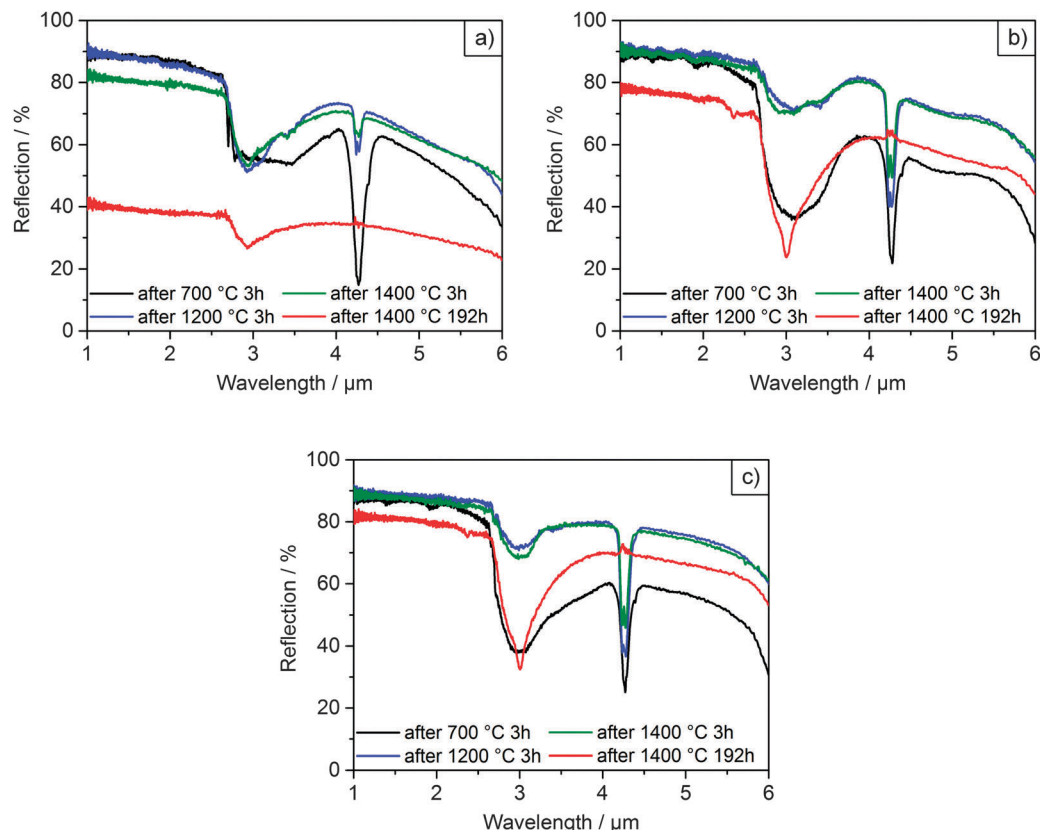 a)
100
80
60
40
20
0
Reflection / %
after 700 °C 3h
after 1400 °C 3h
after 1200 °C 3h
after 1400 °C 192h
1 2 3 4 5 6
Wavelength / µm
b)
100
80
60
40
20
0
Reflection / %
after 700 °C 3h
after 1400 °C 3h
after 1200 °C 3h
after 1400 °C 192h
1 2 3 4 5 6
Wavelength / µm
c)
100
80
60
40
20
0
Reflection / %
after 700 °C 3h
after 1400 °C 3h
after 1200 °C 3h
after 1400 °C 192h
1 2 3 4 5 6
Wavelength / µm